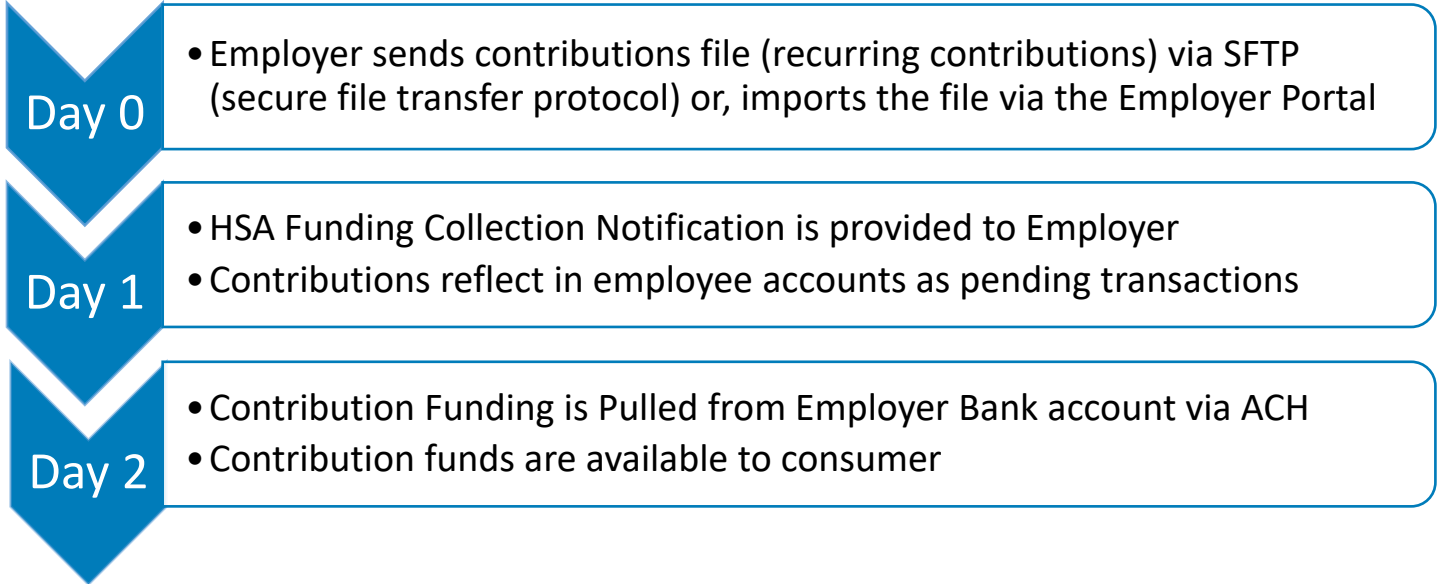 Day 0
• Employer sends contributions file (recurring contributions) via SFTP
(secure file transfer protocol) or, imports the file via the Employer Portal
Day 1
• HSA Funding Collection Notification is provided to Employer
• Contributions reflect in employee accounts as pending transactions
Day 2
• Contribution Funding is Pulled from Employer Bank account via ACH
• Contribution funds are available to consumer